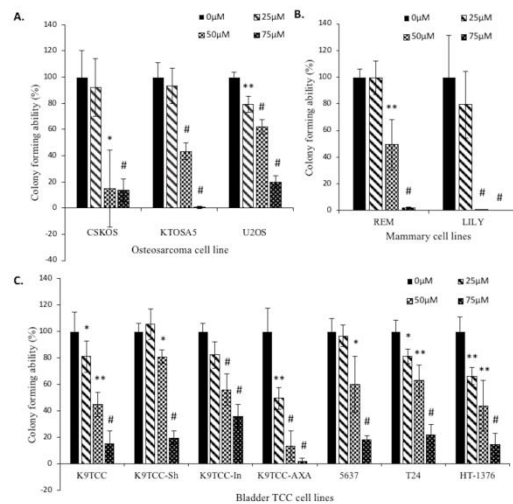 A.
0μM 25μM
50μM 75μM
Colony forming ability (%)
120
100
80
60
40
20
0
-20
-40
* # # # ** # #
CSKOS KTOSA5 U2OS
Osteosarcoma cell line
B.
0μM 25μM
50μM 75μM
Colony forming ability (%)
140
120
100
80
60
40
20
0
** # # #
REM LILY
Mammary cell lines
C.
0μM 25μM
50μM 75μM
Colony forming ability (%)
140
120
100
80
60
40
20
0
* ** # * # # # ** # # * # * ** # ** ** #
K9TCC K9TCC-Sh K9TCC-In K9TCC-AXA 5637 T24 HT-1376
Bladder TCC cell lines